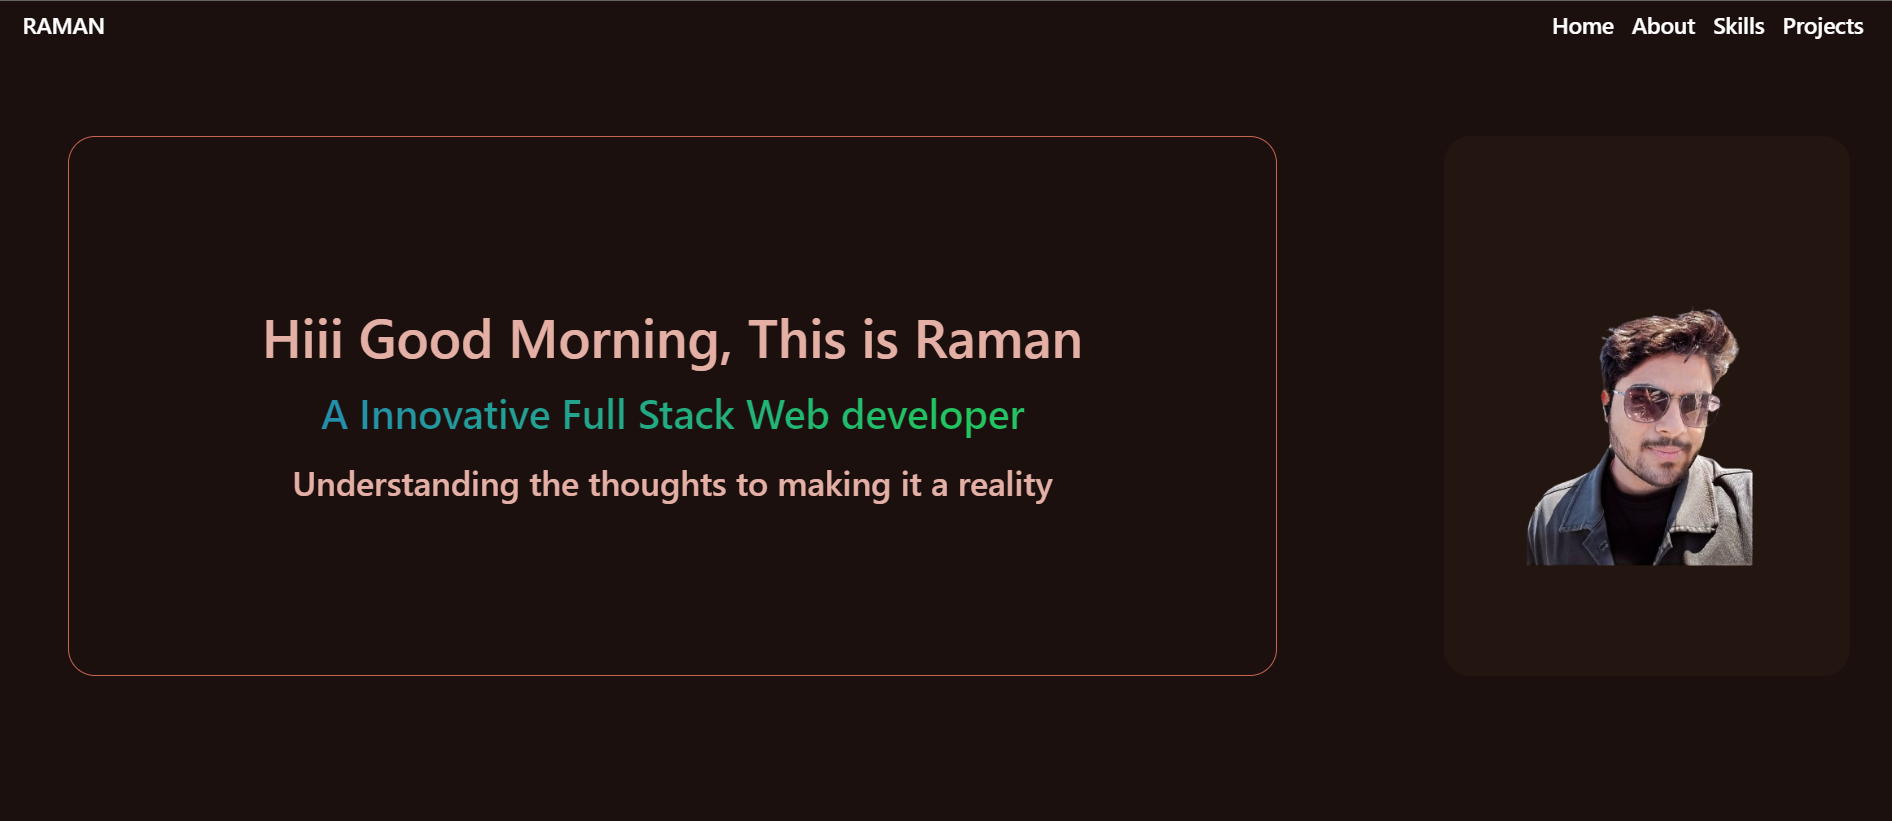 RAMAN
Home About Skills Projects
Hiii Good Morning, This is Raman
A Innovative Full Stack Web developer
Understanding the thoughts to making it a reality